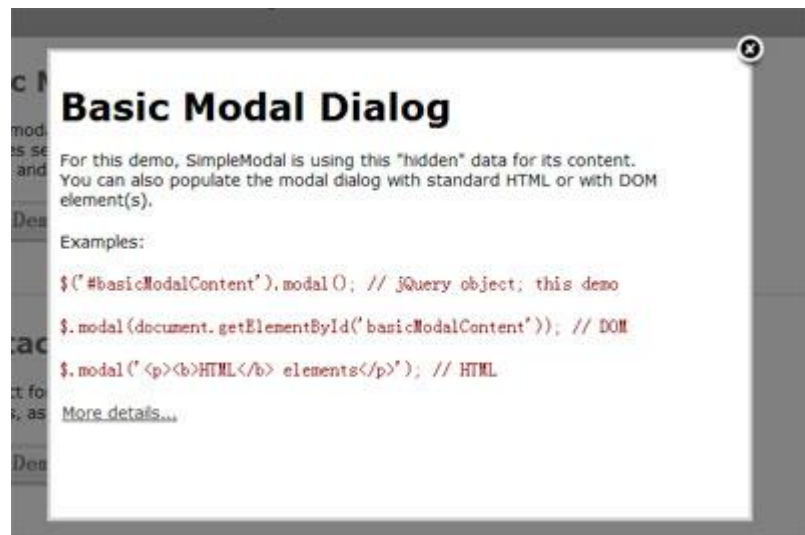 Basic Modal Dialog
For this demo, SimpleModal is using this "hidden" data for its content.
You can also populate the modal dialog with standard HTML or with DOM
element(s).
Examples:
$('#basicModalContent').modal(); // jQuery object; this demo
$.modal(document.getElementById('basicModalContent')); // DOM
$.modal('<p><b>HTML</b> elements</p>'); // HTML
More details...
and
s, as